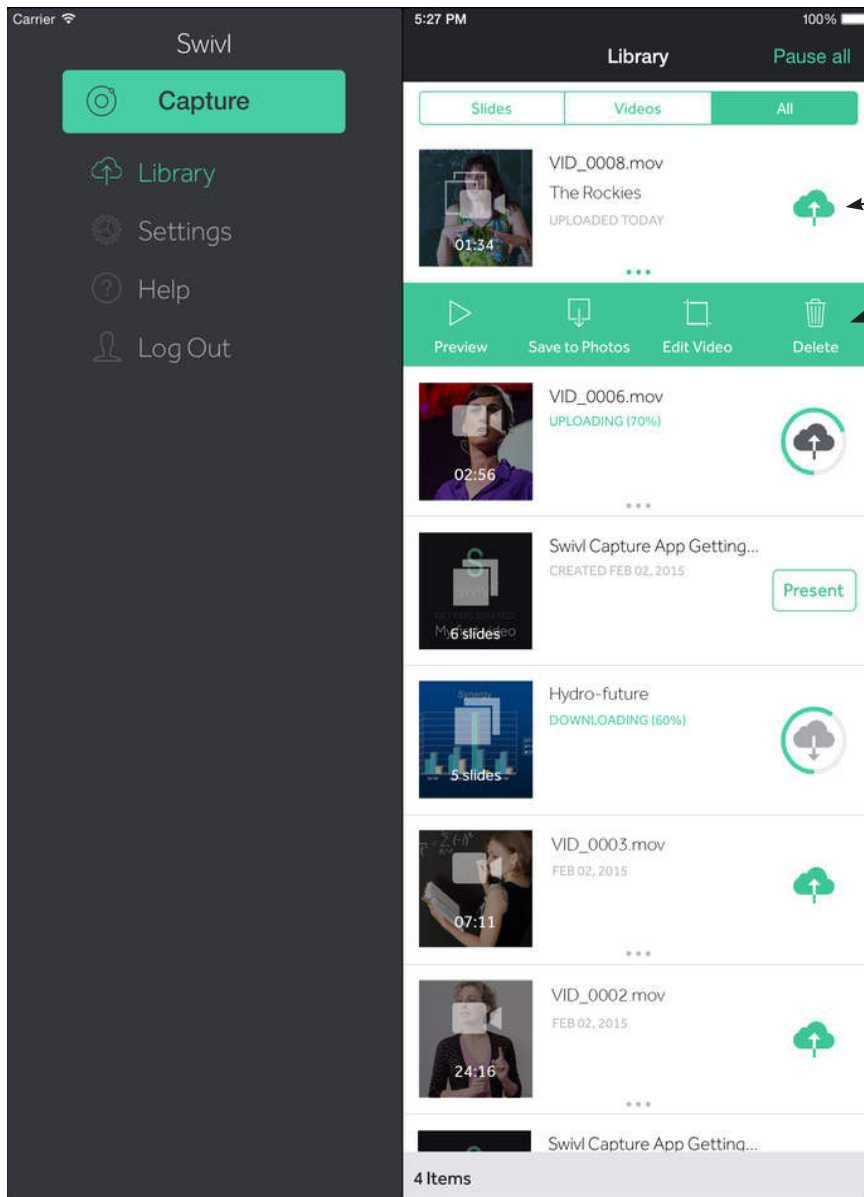 Carrier
Swivl
Capture
Library
Settings
Help
Log Out
5:27 PM
100%
Library
Pause all
Slides
Videos
All
VID_0008.mov
The Rockies
UPLOADED TODAY
01:34
Preview
Save to Photos
Edit Video
Delete
VID_0006.mov
UPLOADING (70%)
02:56
Swivl Capture App Getting...
CREATED FEB 02, 2015
Present
S
6 slides
Hydro-future
DOWNLOADING (60%)
Synergy
5 slides
VID_0003.mov
FEB 02, 2015
07:11
VID_0002.mov
FEB 02, 2015
24:16
Swivl Capture App Getting...
4 Items